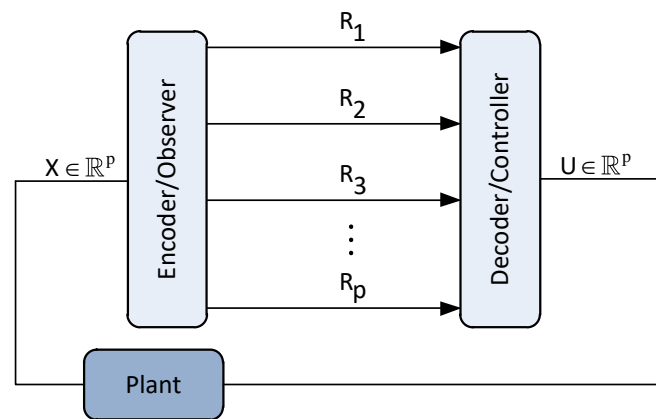 R1
R2
R3
⋮
Rp
Encoder/Observer
Decoder/Controller
X ∈ ℝᵖ
U ∈ ℝᵖ
Plant